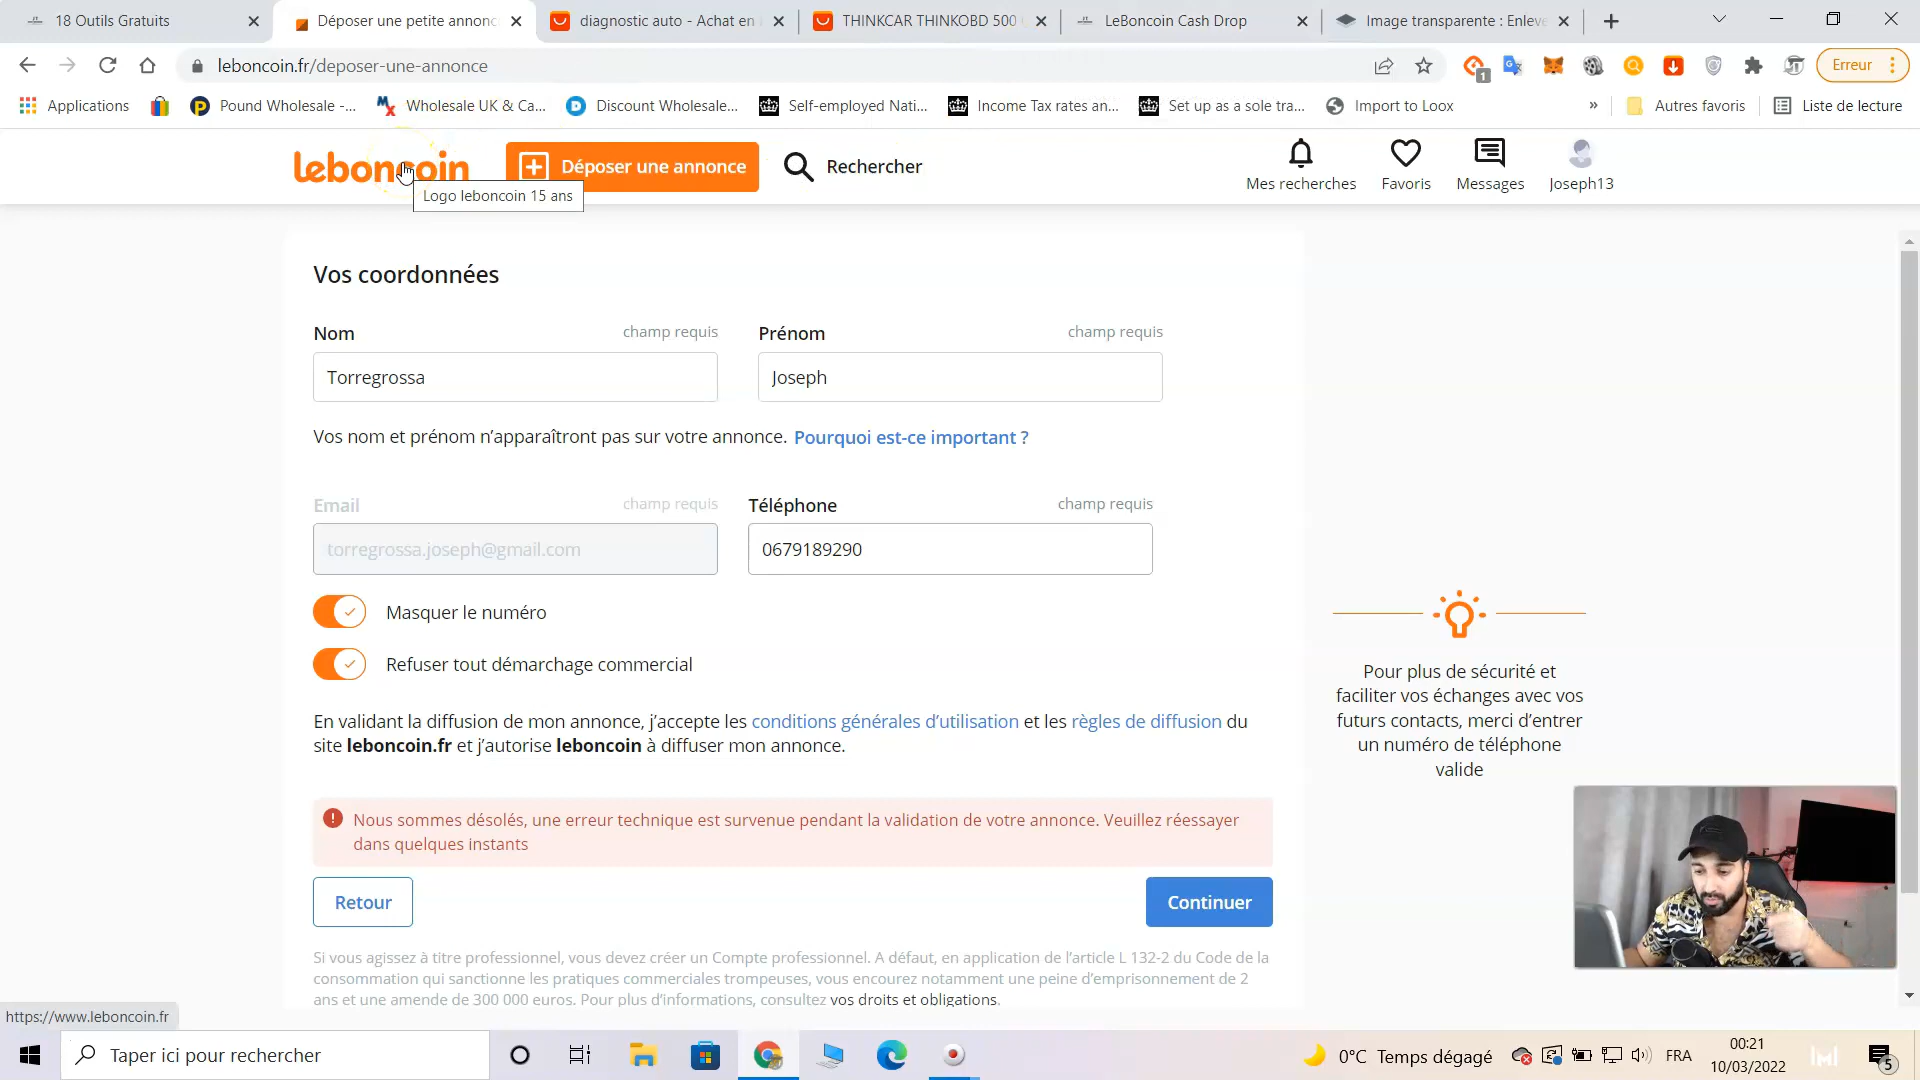 18 Outils Gratuits
Déposer une petite annonc
diagnostic auto - Achat en
THINKCAR THINKOBD 500
LeBoncoin Cash Drop
Image transparente : Enleve
leboncoin.fr/deposer-une-annonce
1
Erreur
Applications
Pound Wholesale -...
Wholesale UK & Ca...
Discount Wholesale...
Self-employed Nati...
Income Tax rates an...
Set up as a sole tra...
Import to Loox
»
Autres favoris
Liste de lecture
leboncoin
Déposer une annonce
Rechercher
Mes recherches
Favoris
Messages
Joseph13
Logo leboncoin 15 ans
Vos coordonnées
Nom
champ requis
Prénom
champ requis
Torregrossa
Joseph
Vos nom et prénom n’apparaîtront pas sur votre annonce. Pourquoi est-ce important ?
Email
champ requis
Téléphone
champ requis
torregrossa.joseph@gmail.com
0679189290
Masquer le numéro
Refuser tout démarchage commercial
En validant la diffusion de mon annonce, j’accepte les conditions générales d’utilisation et les règles de diffusion du
site leboncoin.fr et j’autorise leboncoin à diffuser mon annonce.
Pour plus de sécurité et
faciliter vos échanges avec vos
futurs contacts, merci d’entrer
un numéro de téléphone
valide
Nous sommes désolés, une erreur technique est survenue pendant la validation de votre annonce. Veuillez réessayer
dans quelques instants
Retour
Continuer
Si vous agissez à titre professionnel, vous devez créer un Compte professionnel. A défaut, en application de l’article L 132-2 du Code de la
consommation qui sanctionne les pratiques commerciales trompeuses, vous encourez notamment une peine d’emprisonnement de 2
ans et une amende de 300 000 euros. Pour plus d’informations, consultez vos droits et obligations.
https://www.leboncoin.fr
Taper ici pour rechercher
0°C Temps dégagé
FRA
00:21
10/03/2022
5